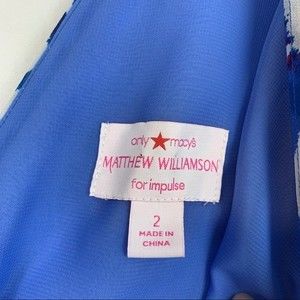 only ★ macy's
MATTHEW WILLIAMSON
for impulse
2
MADE IN
CHINA